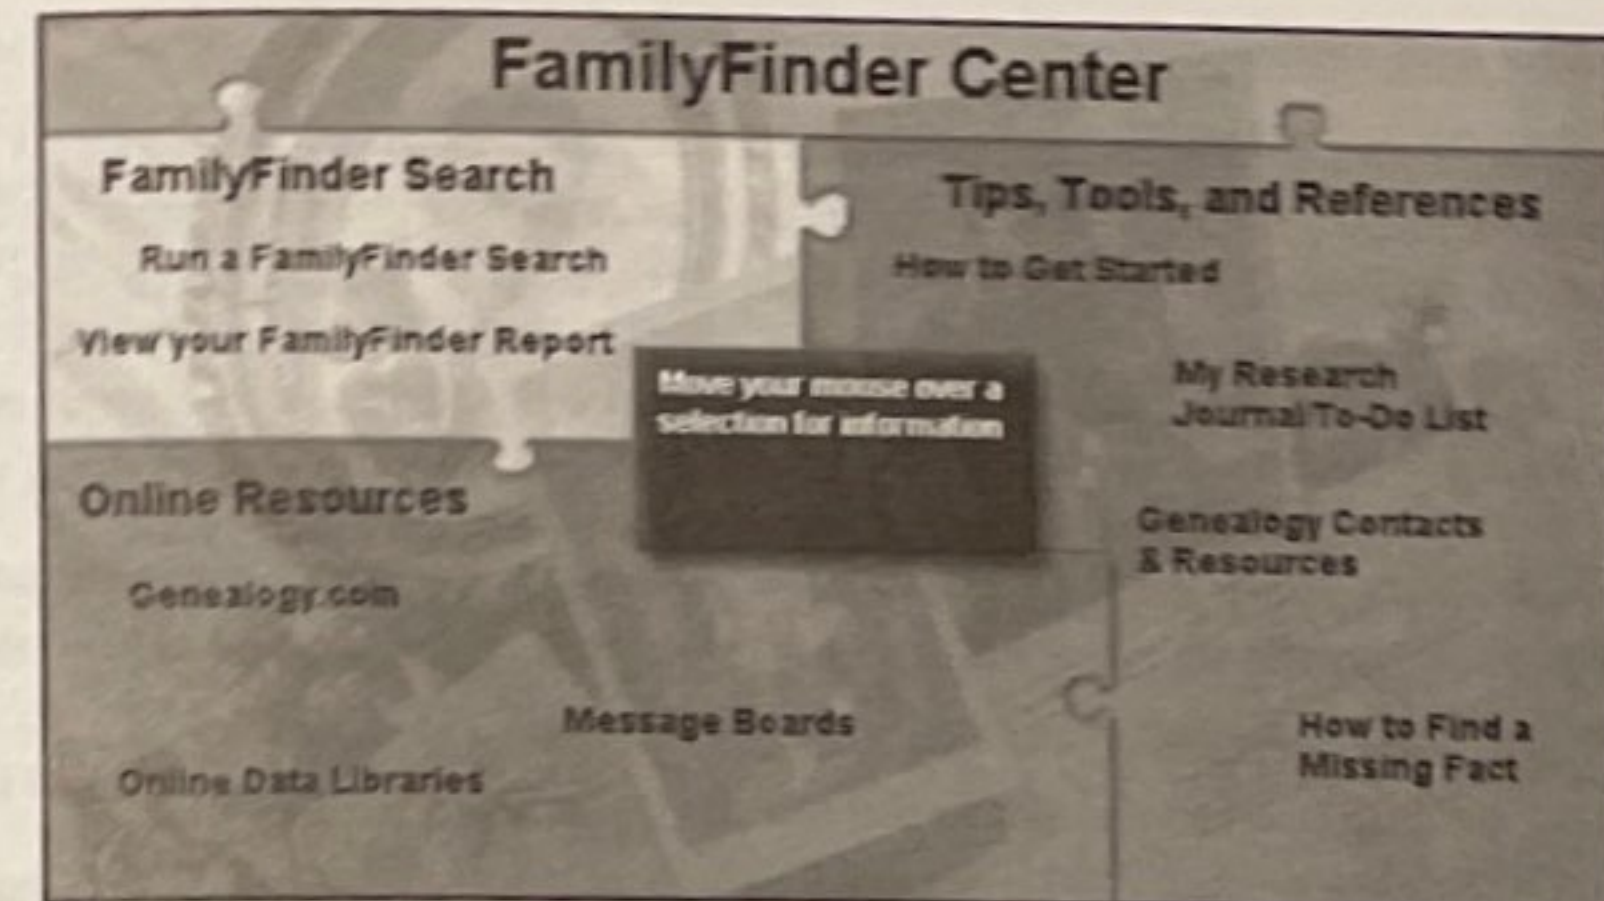 FamilyFinder Center
FamilyFinder Search
Run a FamilyFinder Search
View your FamilyFinder Report
Tips, Tools, and References
How to Get Started
My Research
Journal/To-Do List
Genealogy Contacts
& Resources
How to Find a
Missing Fact
Move your mouse over a
selection for information
Online Resources
Genealogy.com
Message Boards
Online Data Libraries